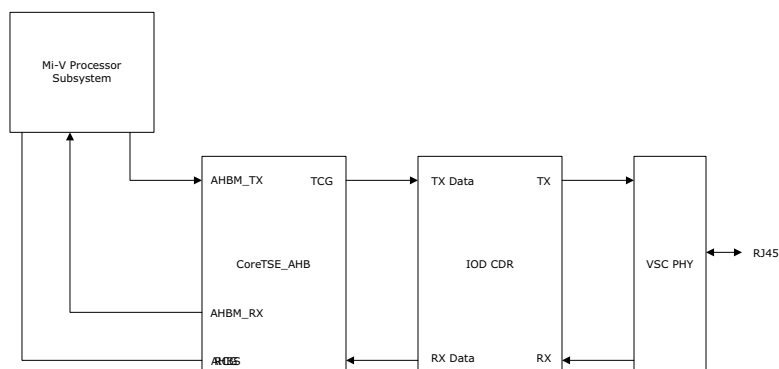 Mi-V Processor
Subsystem
AHBM_TX
TCG
TX Data
TX
CoreTSE_AHB
IOD CDR
VSC PHY
RJ45
AHBM_RX
RX Data
RX